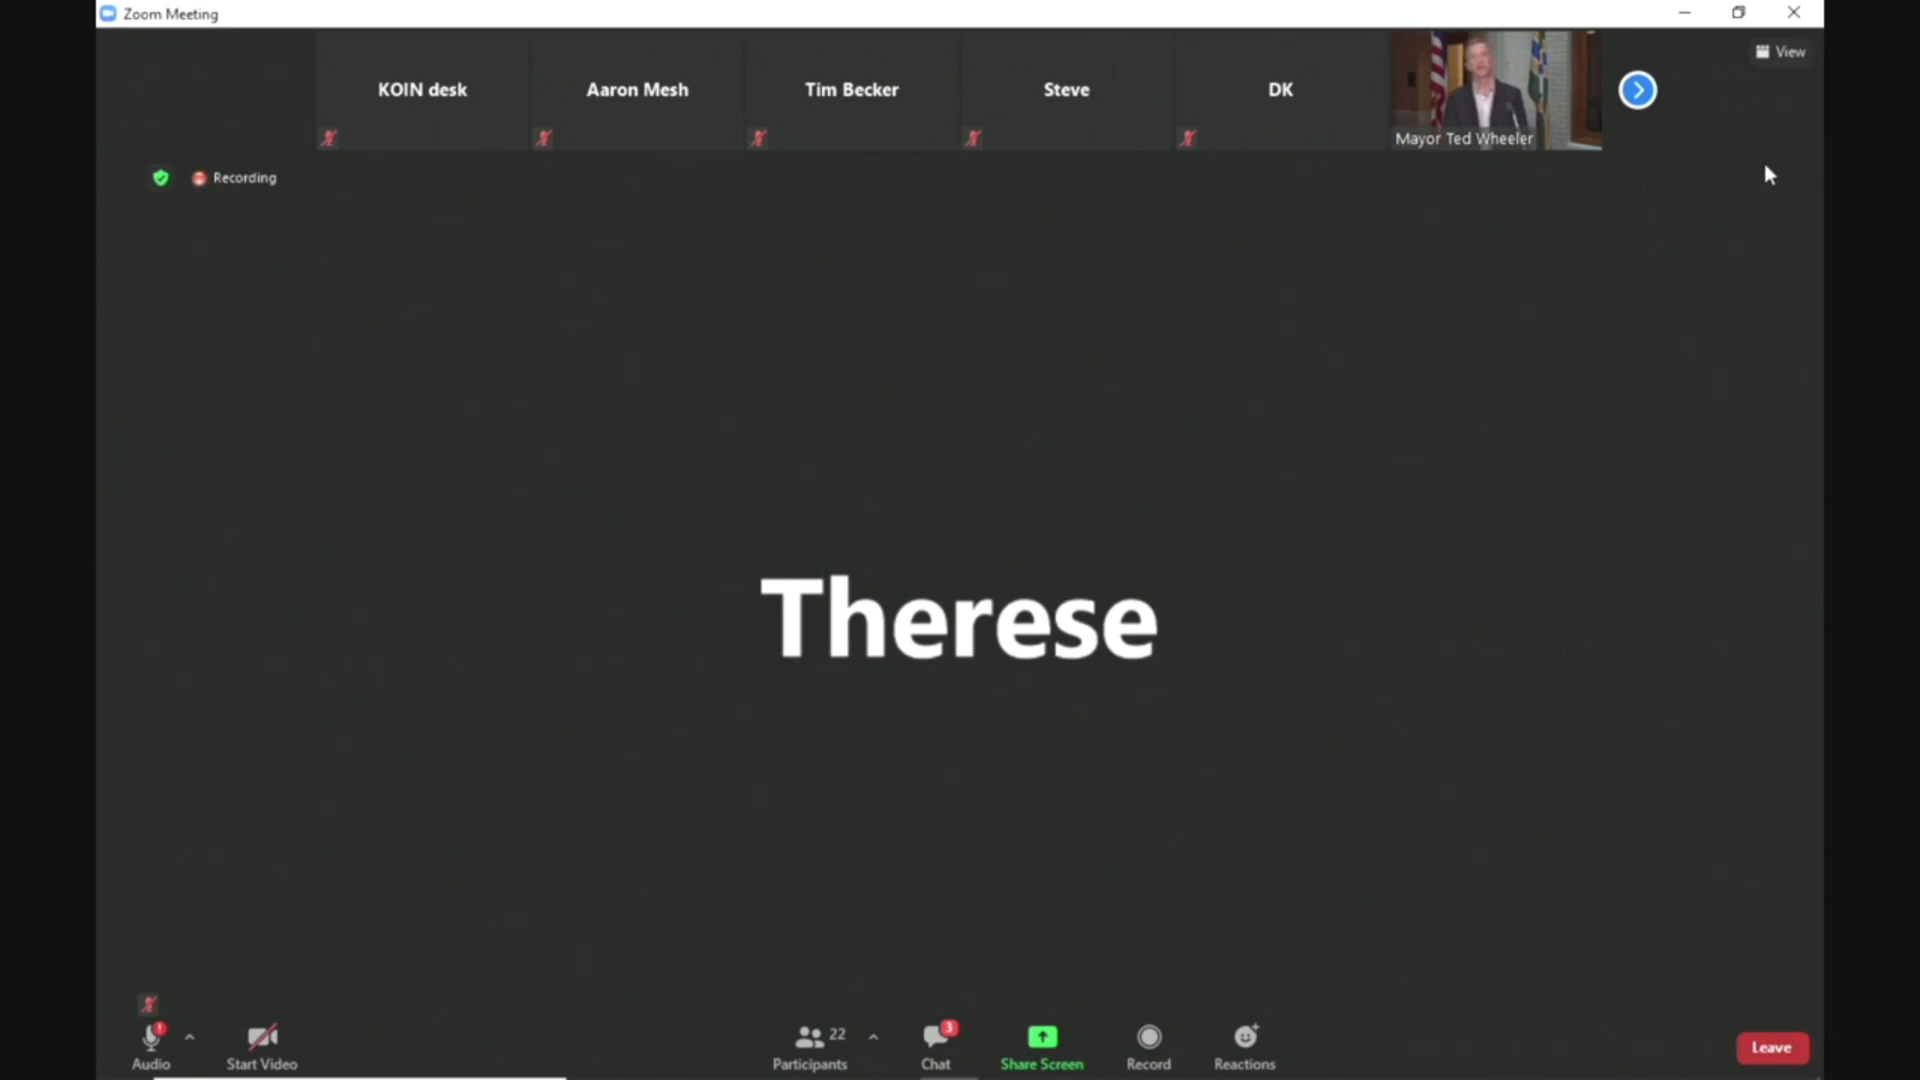 Zoom Meeting
KOIN desk
Aaron Mesh
Tim Becker
Steve
DK
Mayor Ted Wheeler
View
Recording
Therese
Audio
Start Video
22
Participants
3
Chat
Share Screen
Record
Reactions
Leave